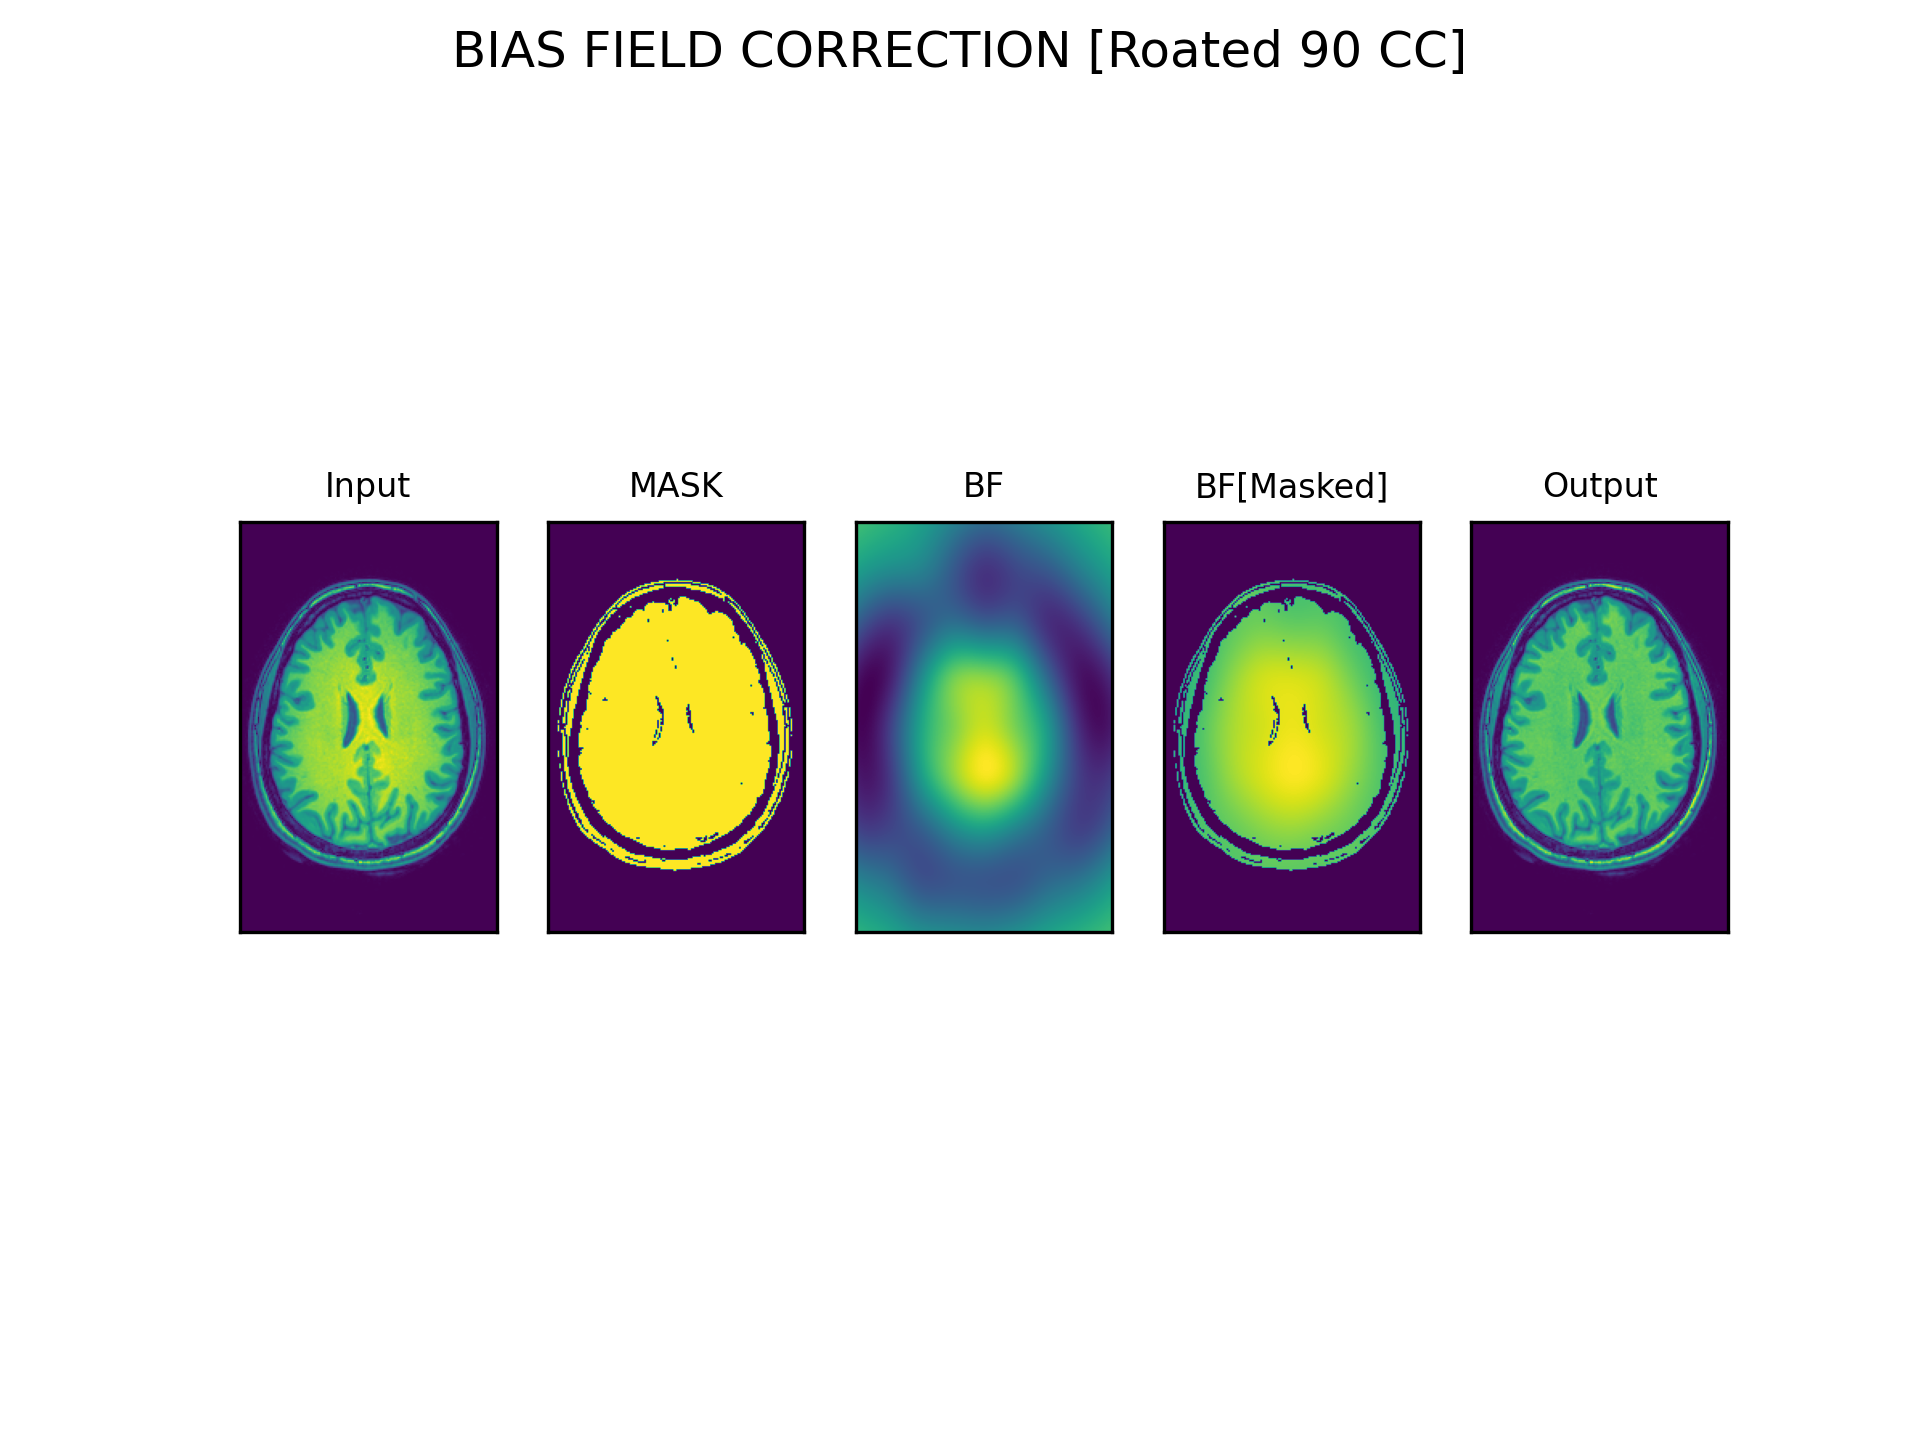 BIAS FIELD CORRECTION [Roated 90 CC]
Input
MASK
BF
BF[Masked]
Output